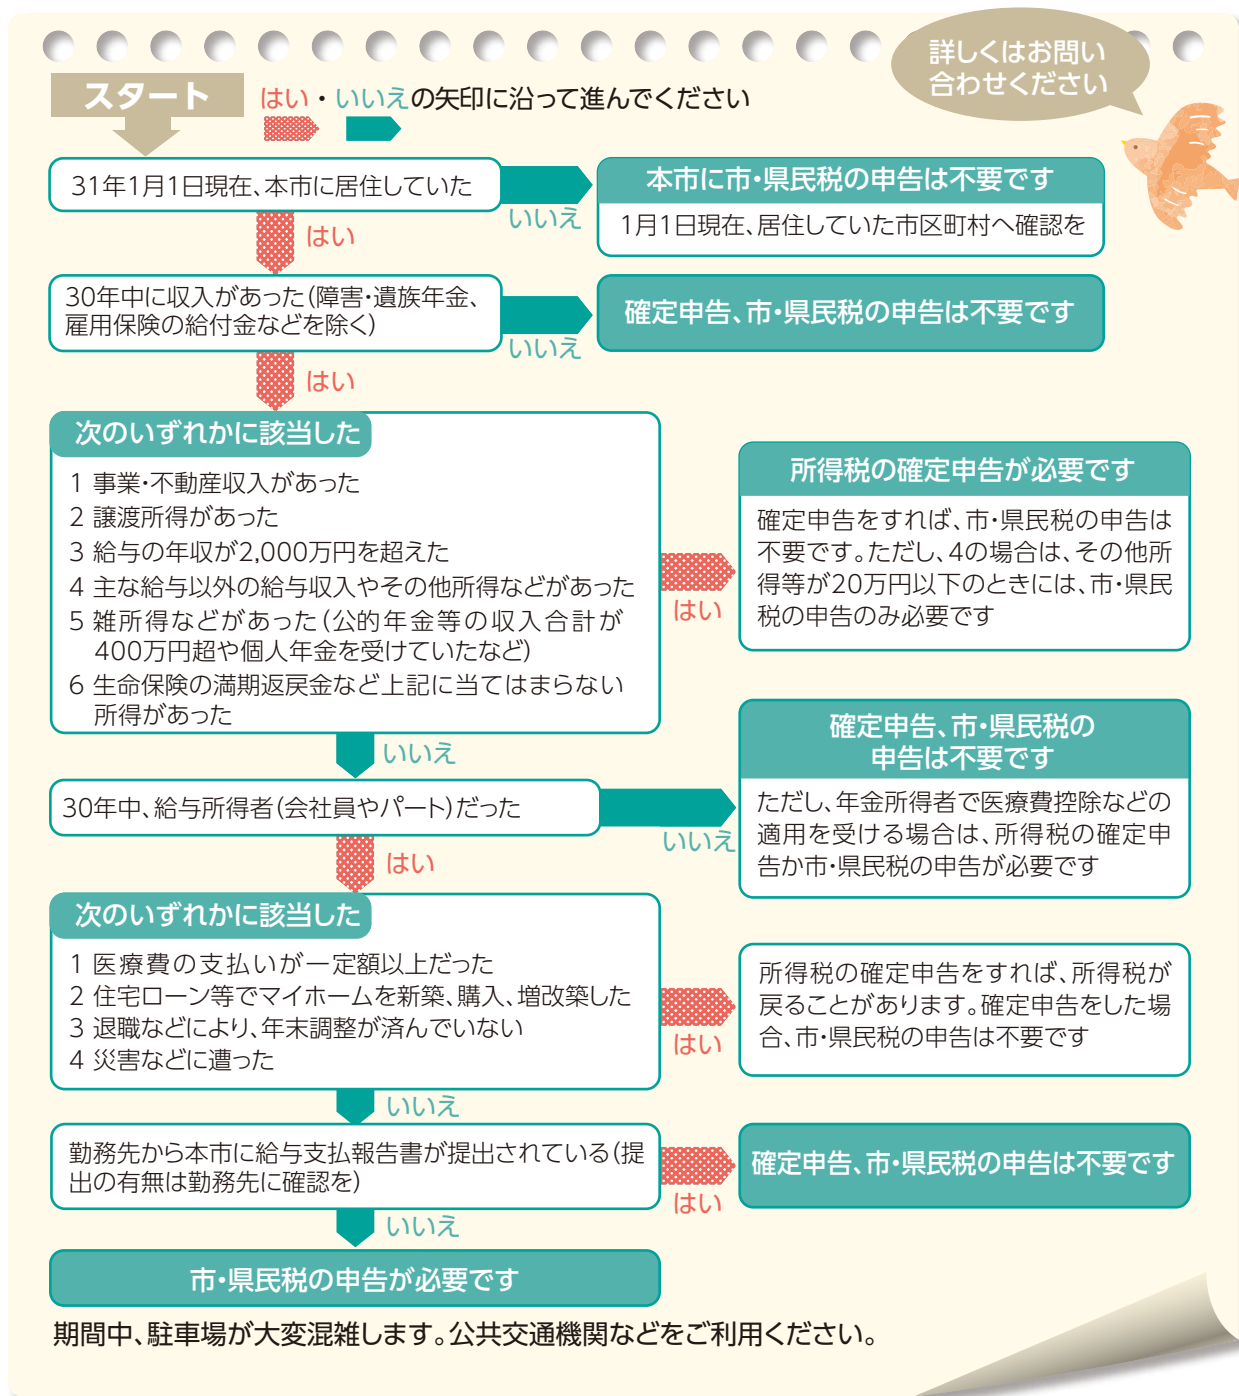 詳しくはお問い
合わせください
スタート
はい・いいえの矢印に沿って進んでください
31年1月1日現在、本市に居住していた
いいえ
本市に市・県民税の申告は不要です
1月1日現在、居住していた市区町村へ確認を
はい
30年中に収入があった(障害・遺族年金、
雇用保険の給付金などを除く)
いいえ
確定申告、市・県民税の申告は不要です
はい
次のいずれかに該当した
1 事業・不動産収入があった
2 譲渡所得があった
3 給与の年収が2,000万円を超えた
4 主な給与以外の給与収入やその他所得などがあった
5 雑所得などがあった(公的年金等の収入合計が
400万円超や個人年金を受けていたなど)
6 生命保険の満期返戻金など上記に当てはまらない
所得があった
はい
所得税の確定申告が必要です
確定申告をすれば、市・県民税の申告は
不要です。ただし、4の場合は、その他所
得等が20万円以下のときには、市・県民
税の申告のみ必要です
いいえ
30年中、給与所得者(会社員やパート)だった
いいえ
確定申告、市・県民税の
申告は不要です
ただし、年金所得者で医療費控除などの
適用を受ける場合は、所得税の確定申
告か市・県民税の申告が必要です
はい
次のいずれかに該当した
1 医療費の支払いが一定額以上だった
2 住宅ローン等でマイホームを新築、購入、増改築した
3 退職などにより、年末調整が済んでいない
4 災害などに遭った
はい
所得税の確定申告をすれば、所得税が
戻ることがあります。確定申告をした場
合、市・県民税の申告は不要です
いいえ
勤務先から本市に給与支払報告書が提出されている(提
出の有無は勤務先に確認を)
はい
確定申告、市・県民税の申告は不要です
いいえ
市・県民税の申告が必要です
期間中、駐車場が大変混雑します。公共交通機関などをご利用ください。